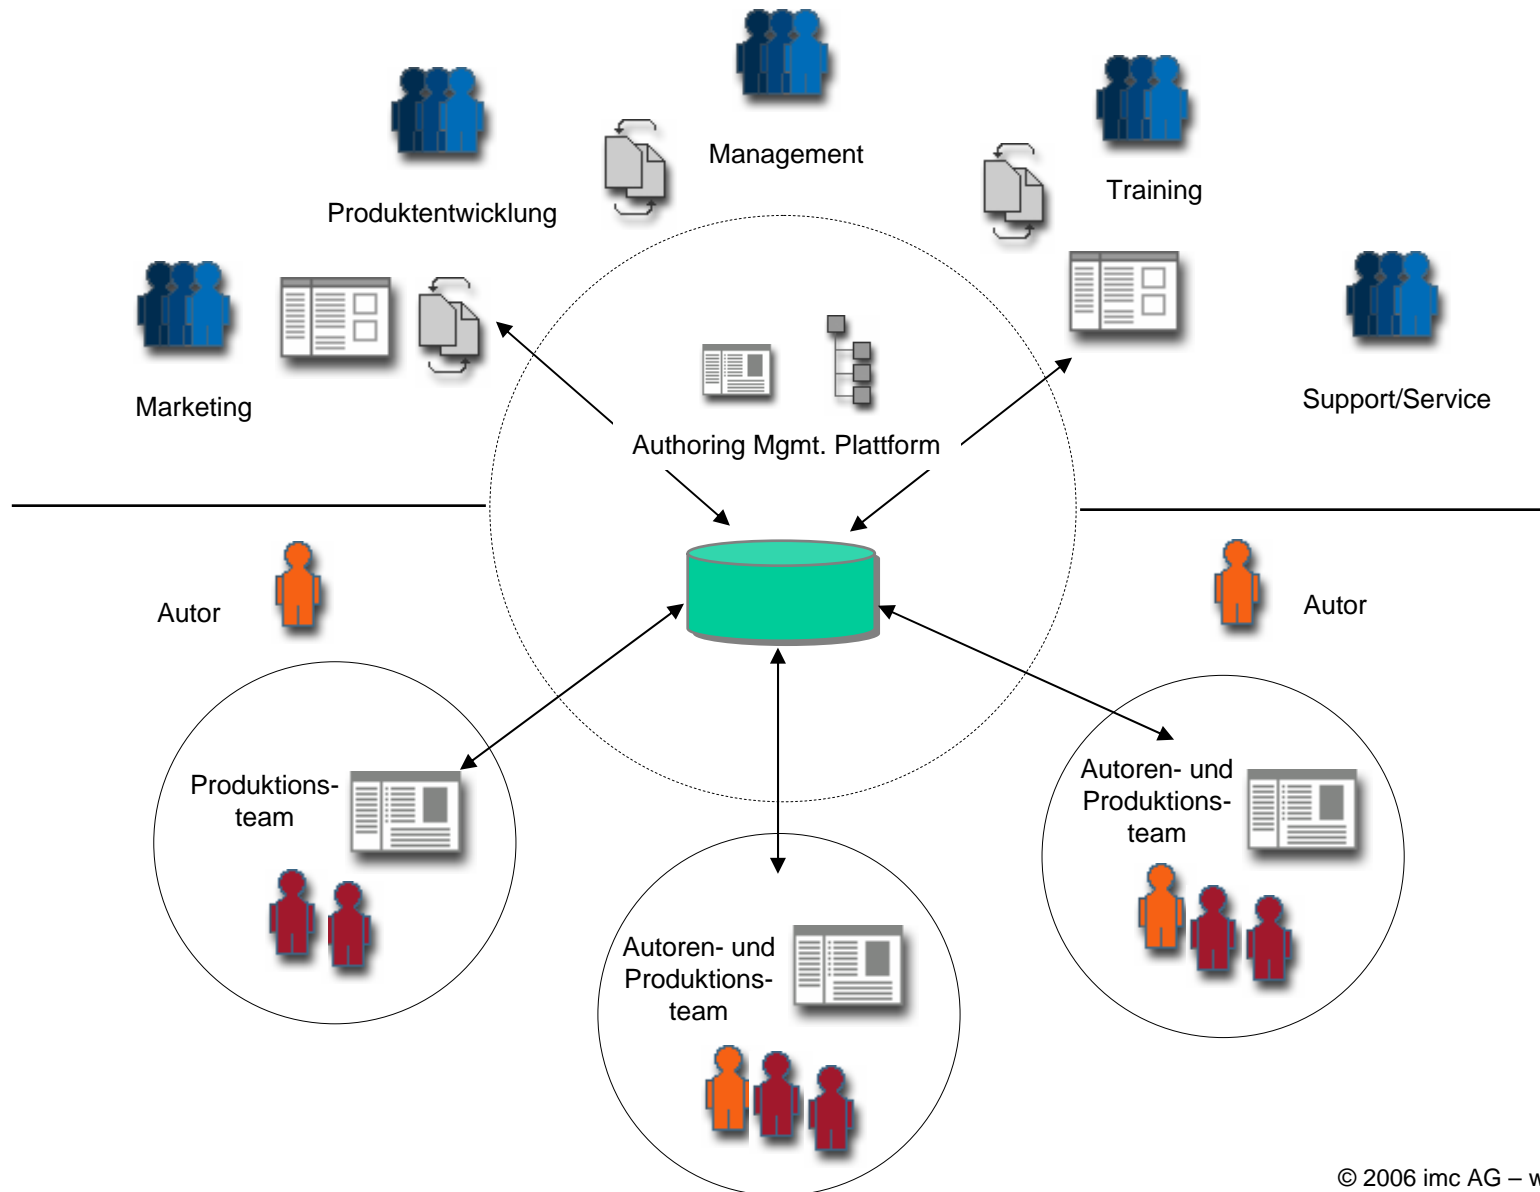 Management
Training
Produktentwicklung
Marketing
Support/Service
Authoring Mgmt. Plattform
Autor
Autor
Produktions-
team
Autoren- und
Produktions-
team
Autoren- und
Produktions-
team
© 2006 imc AG –